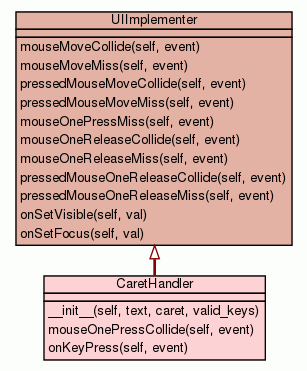 UIImplementer
mouseMoveCollide(self, event)
mouseMoveMiss(self, event)
pressedMouseMoveCollide(self, event)
pressedMouseMoveMiss(self, event)
mouseOnePressMiss(self, event)
mouseOneReleaseCollide(self, event)
mouseOneReleaseMiss(self, event)
pressedMouseOneReleaseCollide(self, event)
pressedMouseOneReleaseMiss(self, event)
onSetVisible(self, val)
onSetFocus(self, val)
CaretHandler
__init__(self, text, caret, valid_keys)
mouseOnePressCollide(self, event)
onKeyPress(self, event)